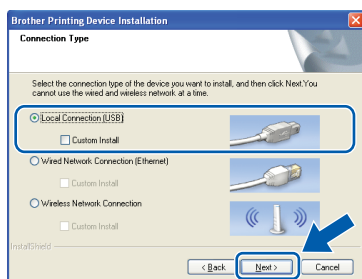 Brother Printing Device Installation
Connection Type
Select the connection type of the device you want to install, and then click Next.You
cannot use the wired and wireless network at a time.
Local Connection (USB)
Custom Install
Wired Network Connection (Ethernet)
Custom Install
Wireless Network Connection
Custom Install
InstallShield
< Back
Next >
Cancel